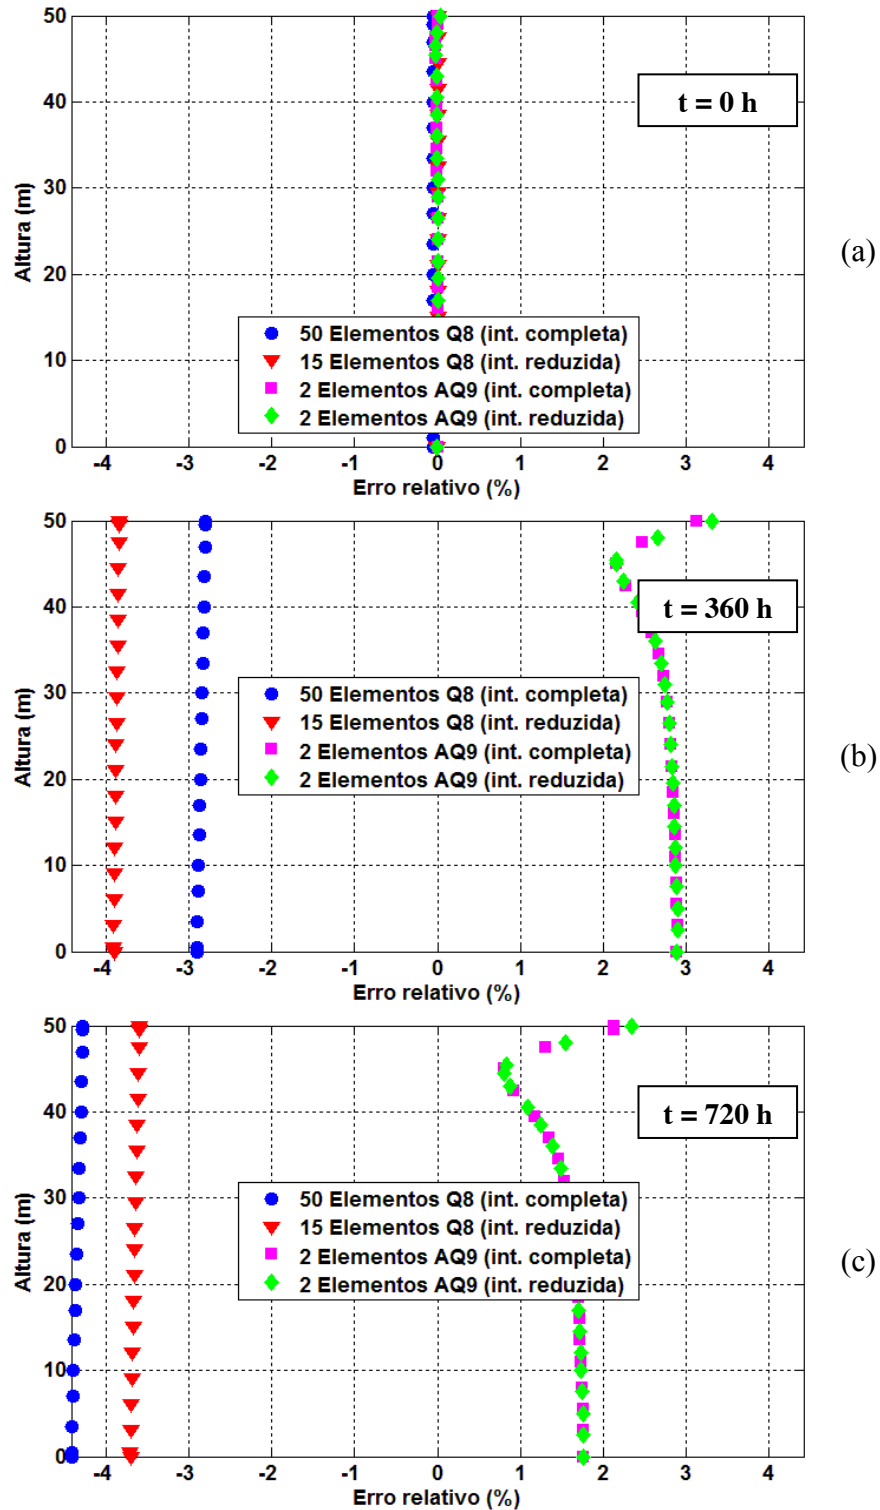 50
40
30
20
10
0
Altura (m)
t = 0 h
50 Elementos Q8 (int. completa)
15 Elementos Q8 (int. reduzida)
2 Elementos AQ9 (int. completa)
2 Elementos AQ9 (int. reduzida)
-4 -3 -2 -1 0 1 2 3 4
Erro relativo (%)
(a)
50
40
30
20
10
0
Altura (m)
t = 360 h
50 Elementos Q8 (int. completa)
15 Elementos Q8 (int. reduzida)
2 Elementos AQ9 (int. completa)
2 Elementos AQ9 (int. reduzida)
-4 -3 -2 -1 0 1 2 3 4
Erro relativo (%)
(b)
50
40
30
20
10
0
Altura (m)
t = 720 h
50 Elementos Q8 (int. completa)
15 Elementos Q8 (int. reduzida)
2 Elementos AQ9 (int. completa)
2 Elementos AQ9 (int. reduzida)
-4 -3 -2 -1 0 1 2 3 4
Erro relativo (%)
(c)